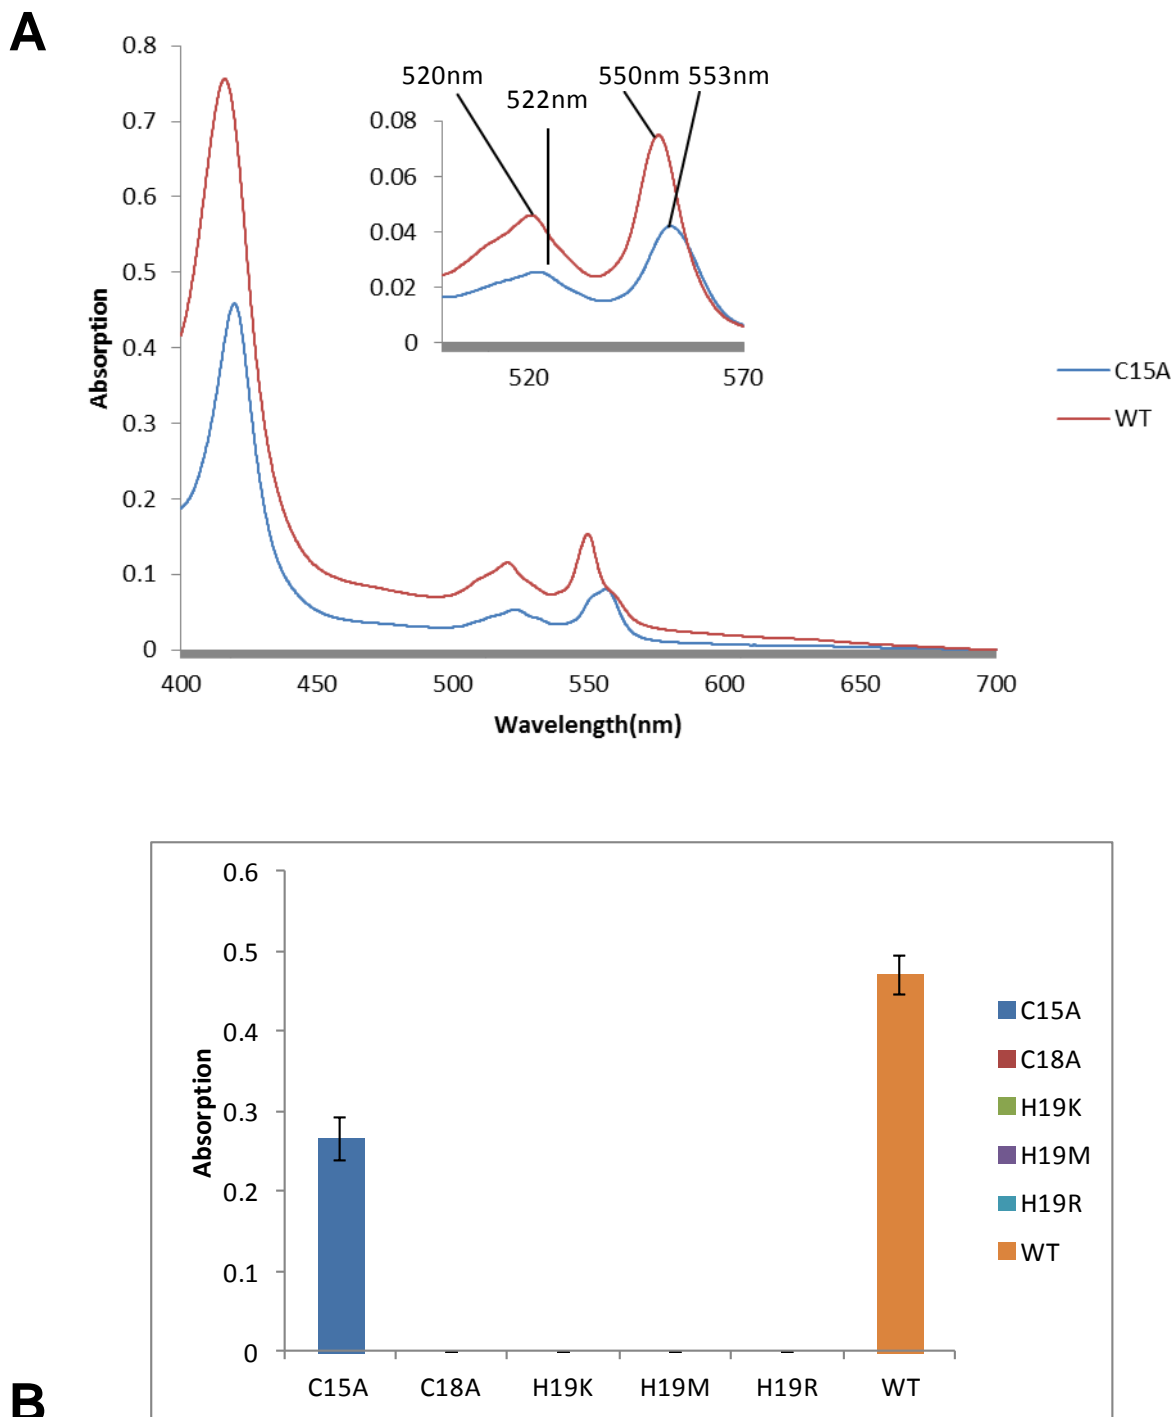 A
0.8
0.7
0.6
0.5
0.4
0.3
0.2
0.1
0
Absorption
400 450 500 550 600 650 700
Wavelength(nm)
520nm
522nm
550nm 553nm
0.08
0.06
0.04
0.02
0
520 570
C15A
WT
B
0.6
0.5
0.4
0.3
0.2
0.1
0
Absorption
C15A C18A H19K H19M H19R WT
C15A
C18A
H19K
H19M
H19R
WT